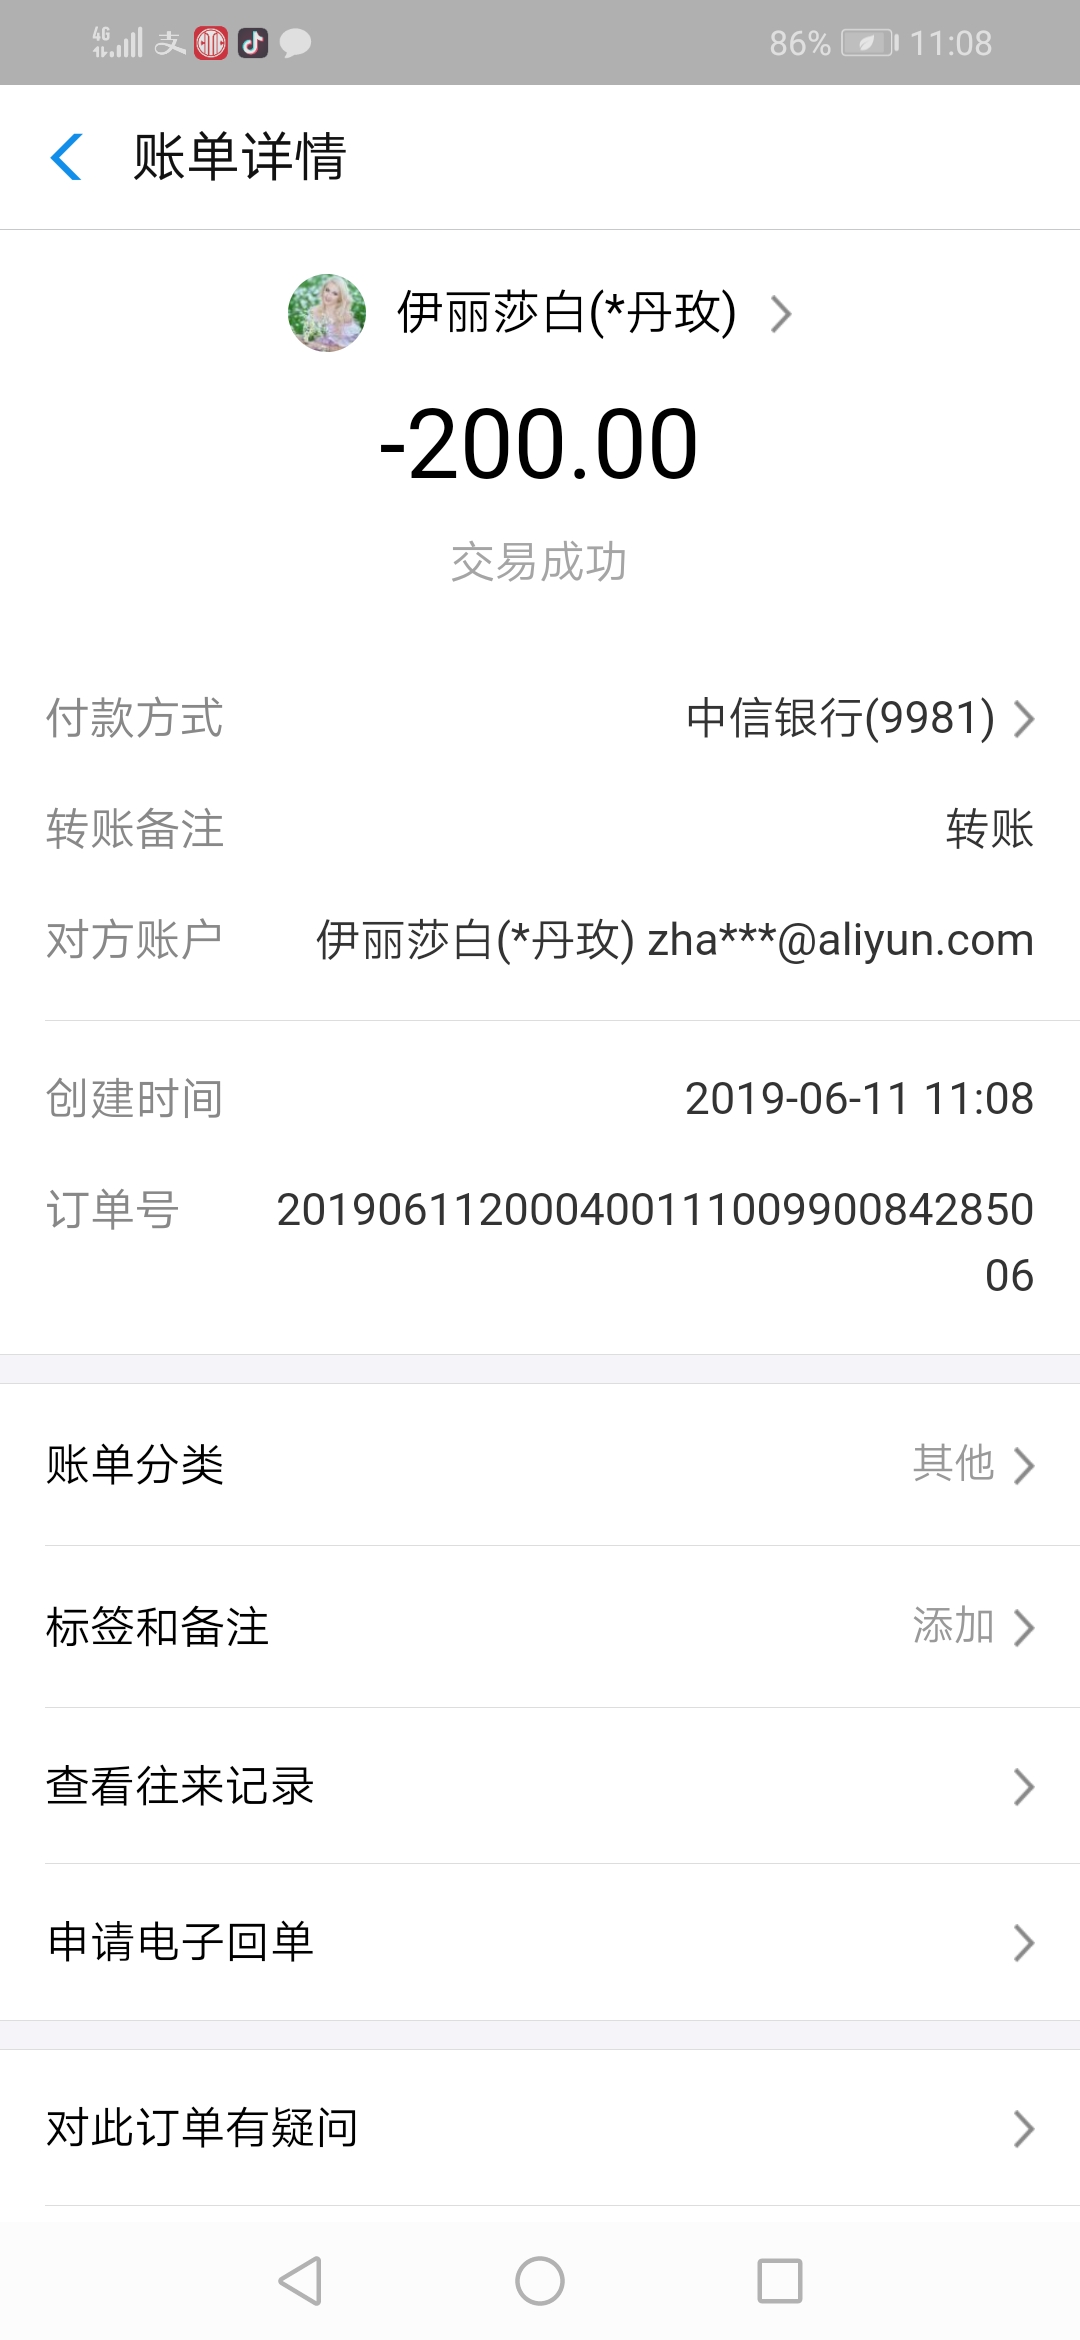 4G 支 86% 11:08
账单详情
伊丽莎白(*丹玫)
-200.00
交易成功
付款方式 中信银行(9981)
转账备注 转账
对方账户 伊丽莎白(*丹玫) zha***@aliyun.com
创建时间 2019-06-11 11:08
订单号 201906112000400111009900842850
06
账单分类 其他
标签和备注 添加
查看往来记录
申请电子回单
对此订单有疑问